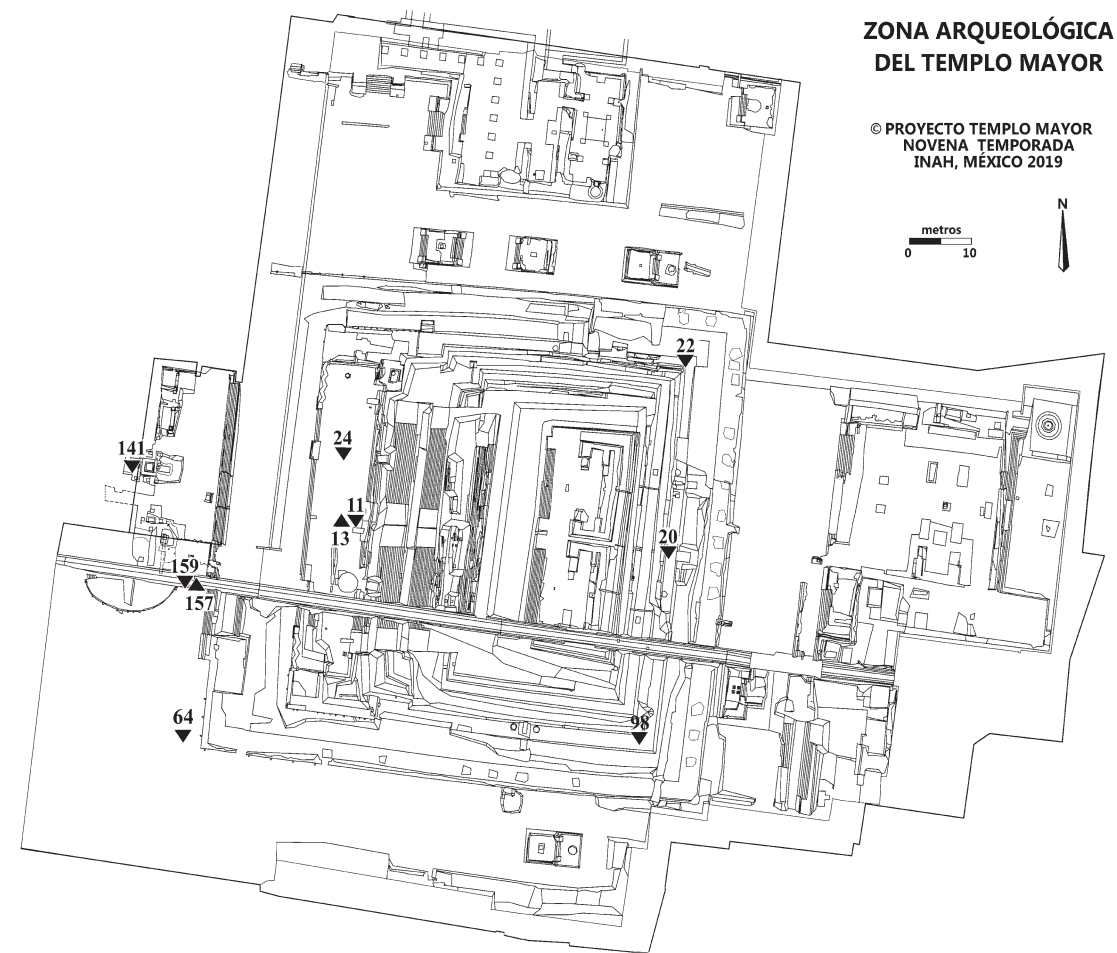 ZONA ARQUEOLÓGICA
DEL TEMPLO MAYOR
© PROYECTO TEMPLO MAYOR
NOVENA TEMPORADA
INAH, MÉXICO 2019
N
metros
0 10
22
24
141
11
13
20
159
157
64
98